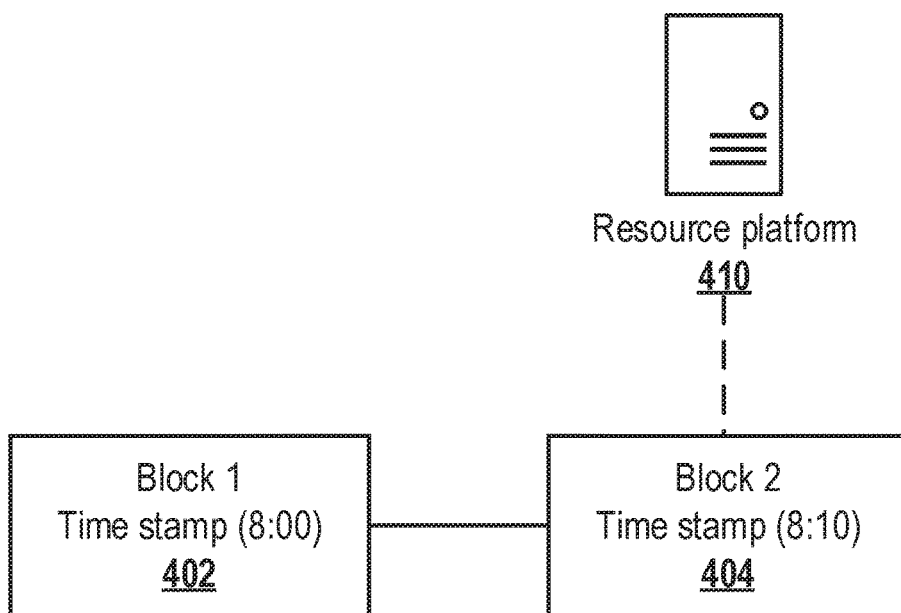 Resource platform
410
Block 1
Time stamp (8:00)
402
Block 2
Time stamp (8:10)
404